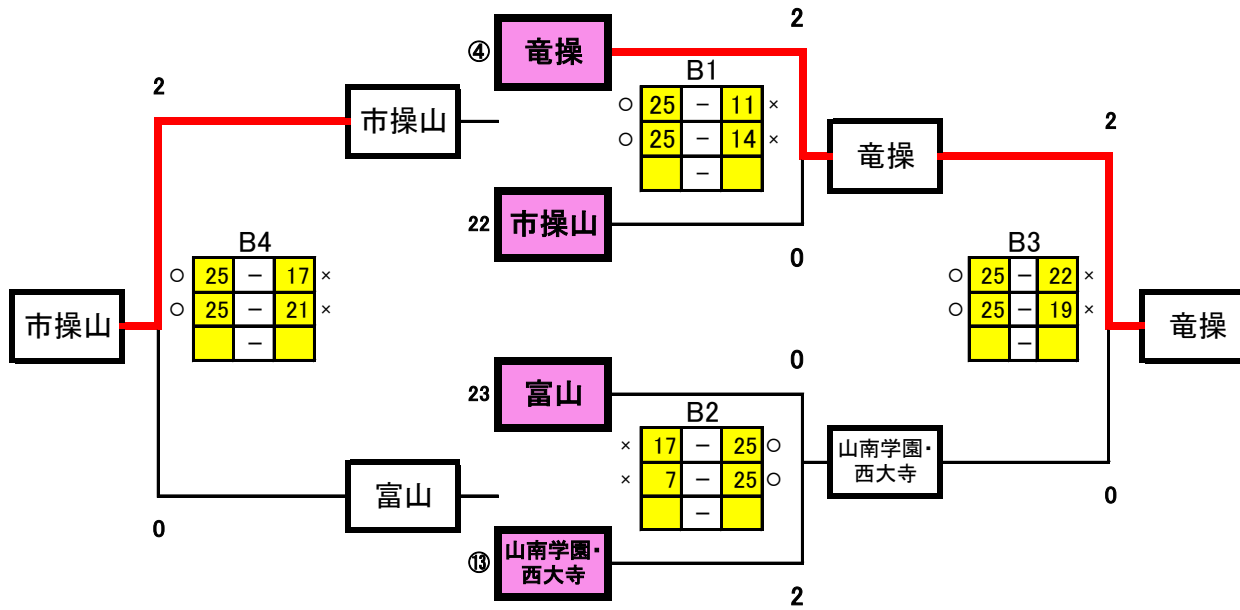 2
④
竜操
B1
○ 25 － 11 ×
○ 25 － 14 ×
－
2
市操山
22
市操山
0
竜操
2
B4
○ 25 － 17 ×
○ 25 － 21 ×
－
市操山
B3
○ 25 － 22 ×
○ 25 － 19 ×
－
竜操
0
23
富山
B2
× 17 － 25 ○
× 7 － 25 ○
－
山南学園・
西大寺
0
富山
0
⑬
山南学園・
西大寺
2